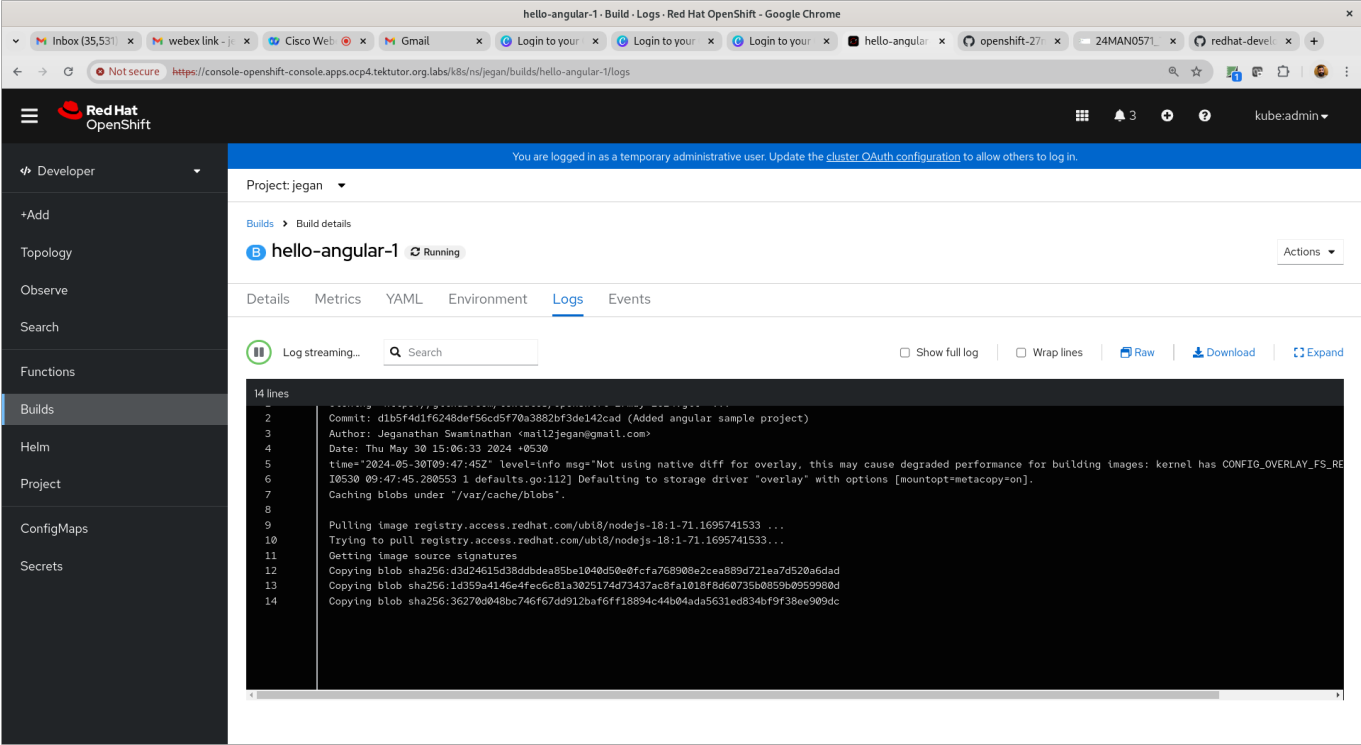 hello-angular-1 · Build · Logs · Red Hat OpenShift - Google Chrome
Inbox (35,531) webex link - je Cisco Web Gmail Login to your Login to your Login to your hello-angular openshift-27 24MAN0571_ redhat-devel
Not secure https://console-openshift-console.apps.ocp4.tektutor.org.labs/k8s/ns/jegan/builds/hello-angular-1/logs 1
Red Hat
OpenShift
3 kube:admin
You are logged in as a temporary administrative user. Update the cluster OAuth configuration to allow others to log in.
Developer
+Add
Topology
Observe
Search
Functions
Builds
Helm
Project
ConfigMaps
Secrets
Project: jegan
Builds > Build details
B hello-angular-1 Running
Actions
Details Metrics YAML Environment Logs Events
Log streaming... Search Show full log Wrap lines Raw Download Expand
14 lines
2 Commit: d1b5f4d1f6248def56cd5f70a3882bf3de142cad (Added angular sample project)
3 Author: Jeganathan Swaminathan <mail2jegan@gmail.com>
4 Date: Thu May 30 15:06:33 2024 +0530
5 time="2024-05-30T09:47:45Z" level=info msg="Not using native diff for overlay, this may cause degraded performance for building images: kernel has CONFIG_OVERLAY_FS_RE
6 I0530 09:47:45.280553 1 defaults.go:112] Defaulting to storage driver "overlay" with options [mountopt=metacopy=on].
7 Caching blobs under "/var/cache/blobs".
8
9 Pulling image registry.access.redhat.com/ubi8/nodejs-18:1-71.1695741533 ...
10 Trying to pull registry.access.redhat.com/ubi8/nodejs-18:1-71.1695741533...
11 Getting image source signatures
12 Copying blob sha256:d3d24615d38ddbdea85be1040d50e0fcfa768908e2cea889d721ea7d520a6dad
13 Copying blob sha256:1d359a4146e4fec6c81a3025174d73437ac8fa1018f8d60735b0859b0959980d
14 Copying blob sha256:36270d048bc746f67dd912baf6ff18894c44b04ada5631ed834bf9f38ee909dc